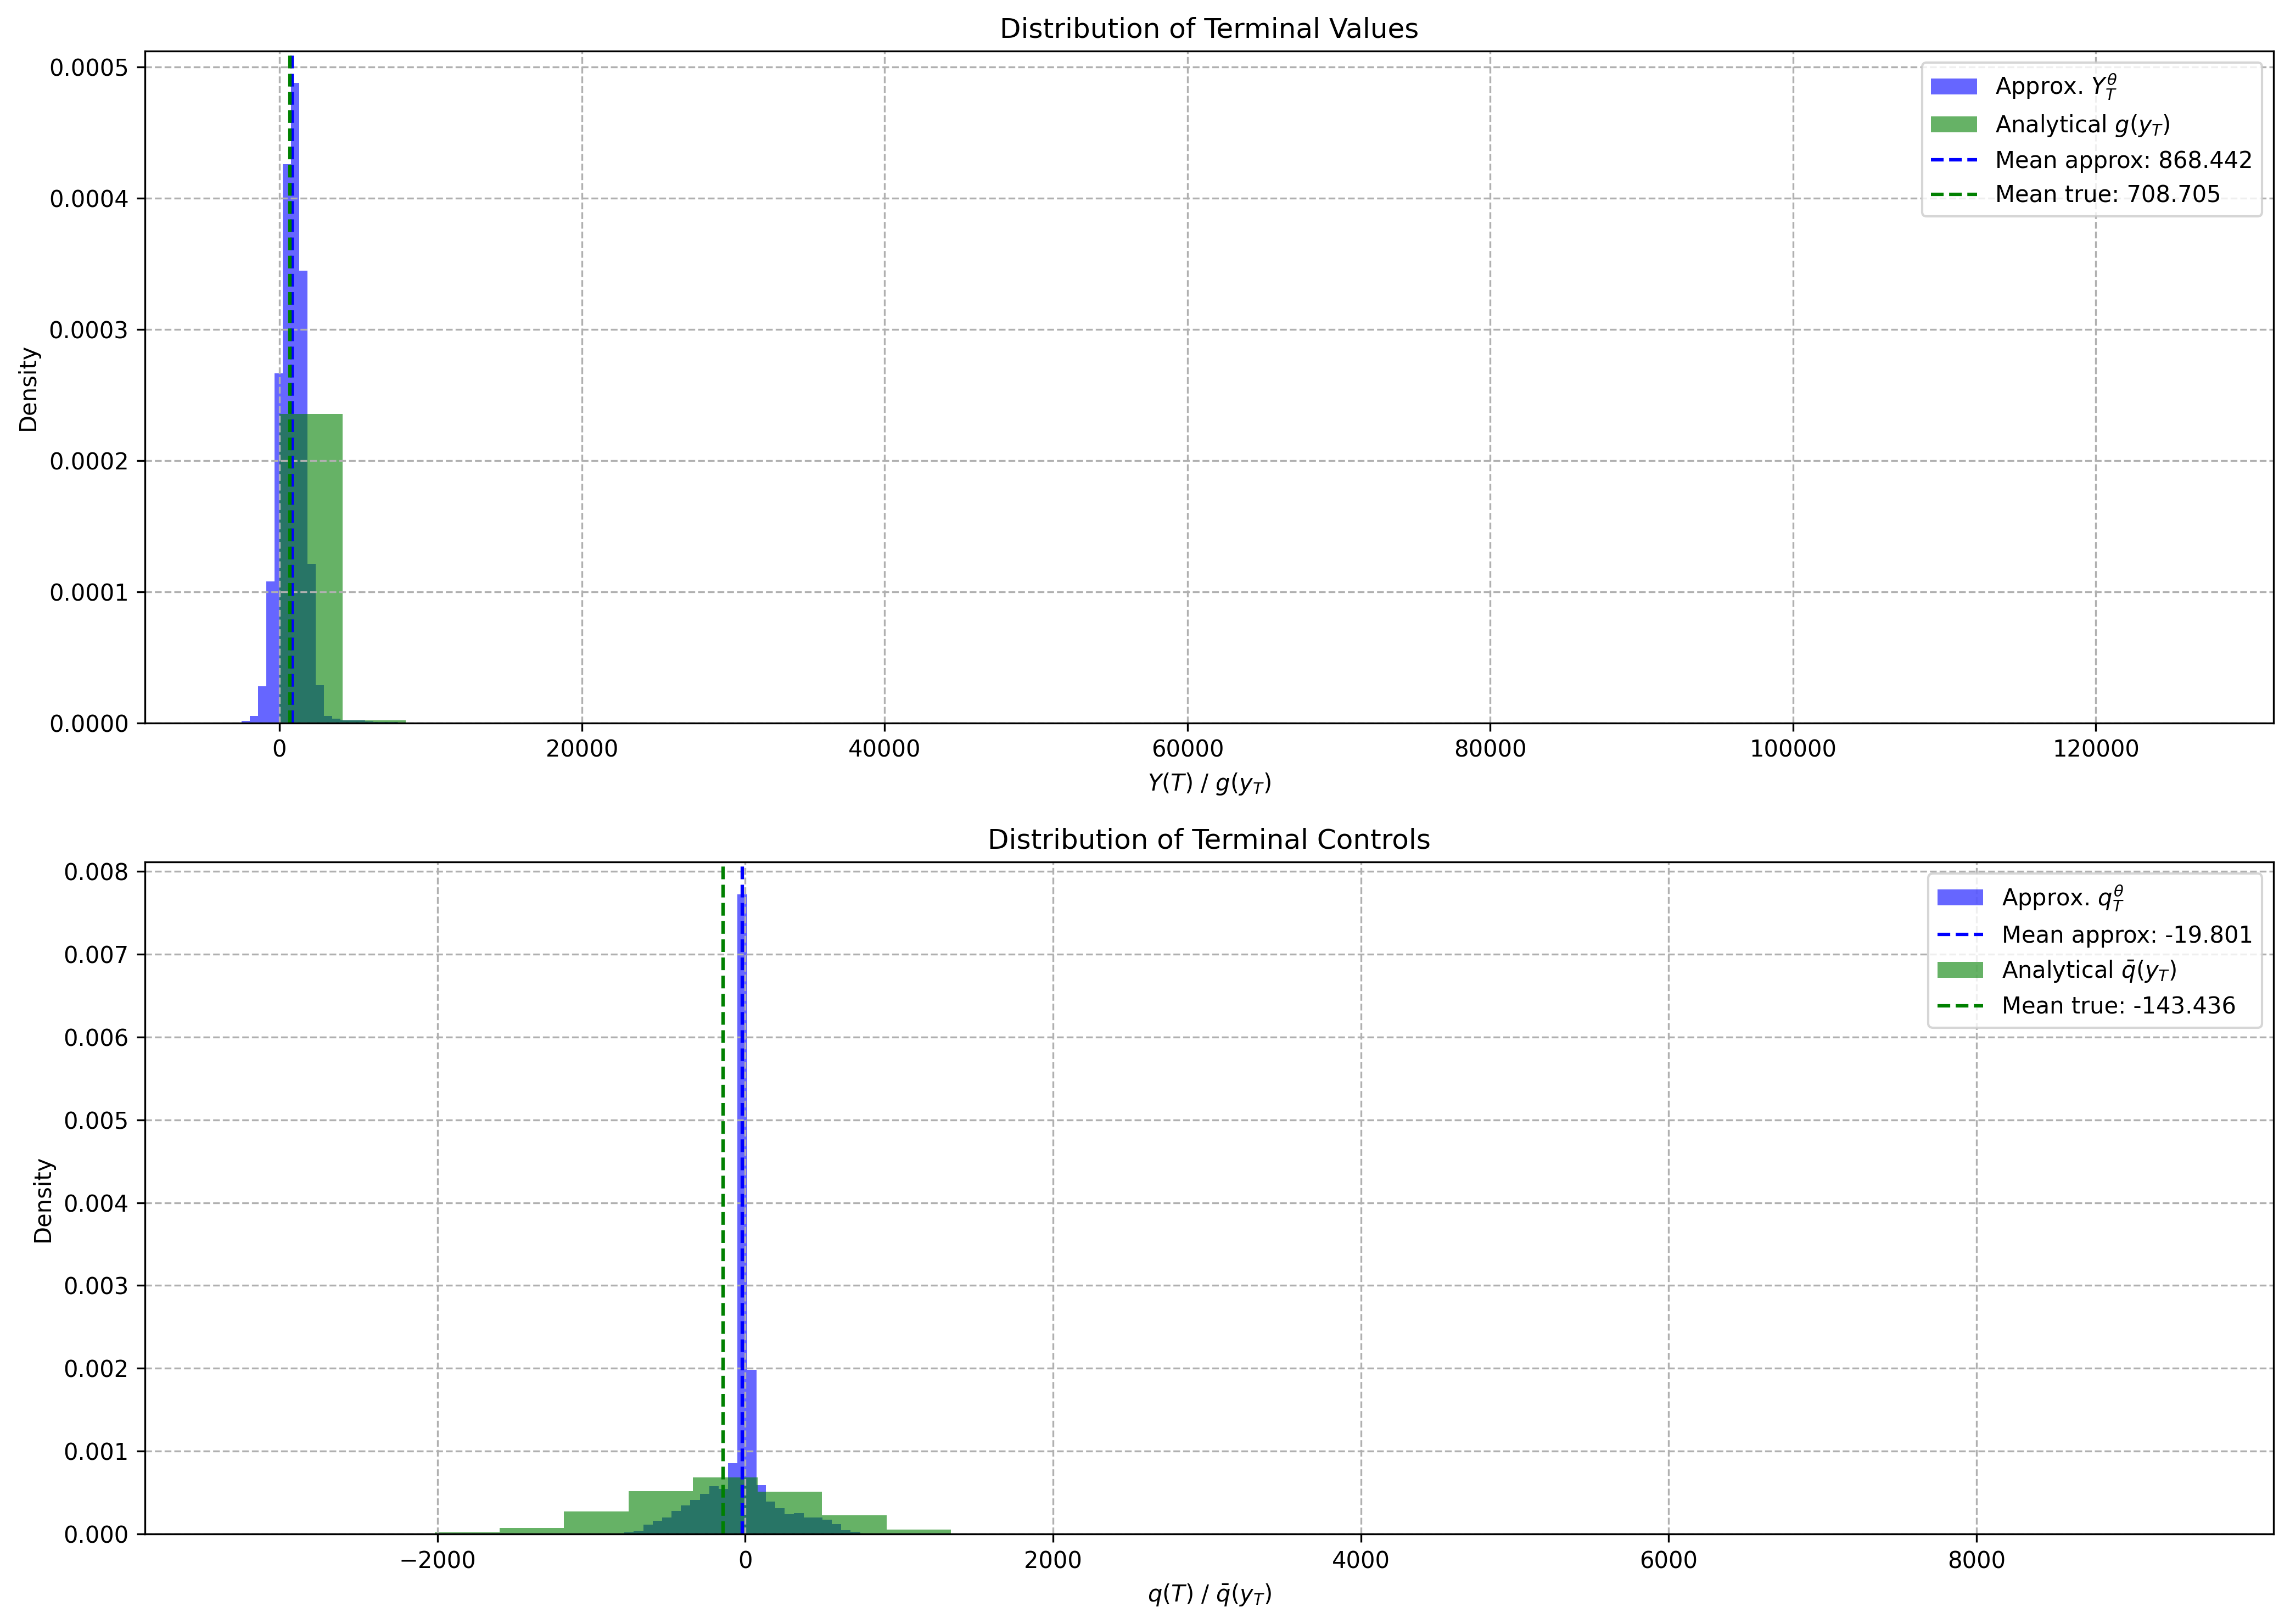 Distribution of Terminal Values
Density
0.0005
0.0004
0.0003
0.0002
0.0001
0.0000
Approx. $Y_T^\theta$
Analytical $g(y_T)$
Mean approx: 868.442
Mean true: 708.705
0 20000 40000 60000 80000 100000 120000
$Y(T)$ / $g(y_T)$
Distribution of Terminal Controls
Density
0.008
0.007
0.006
0.005
0.004
0.003
0.002
0.001
0.000
Approx. $q_T^\theta$
Mean approx: -19.801
Analytical $\bar{q}(y_T)$
Mean true: -143.436
−2000 0 2000 4000 6000 8000
$q(T)$ / $\bar{q}(y_T)$